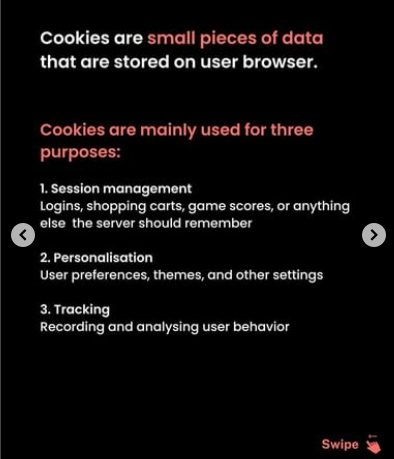 Cookies are small pieces of data
that are stored on user browser.
Cookies are mainly used for three
purposes:
1. Session management
Logins, shopping carts, game scores, or anything
else the server should remember
2. Personalisation
User preferences, themes, and other settings
3. Tracking
Recording and analysing user behavior
Swipe